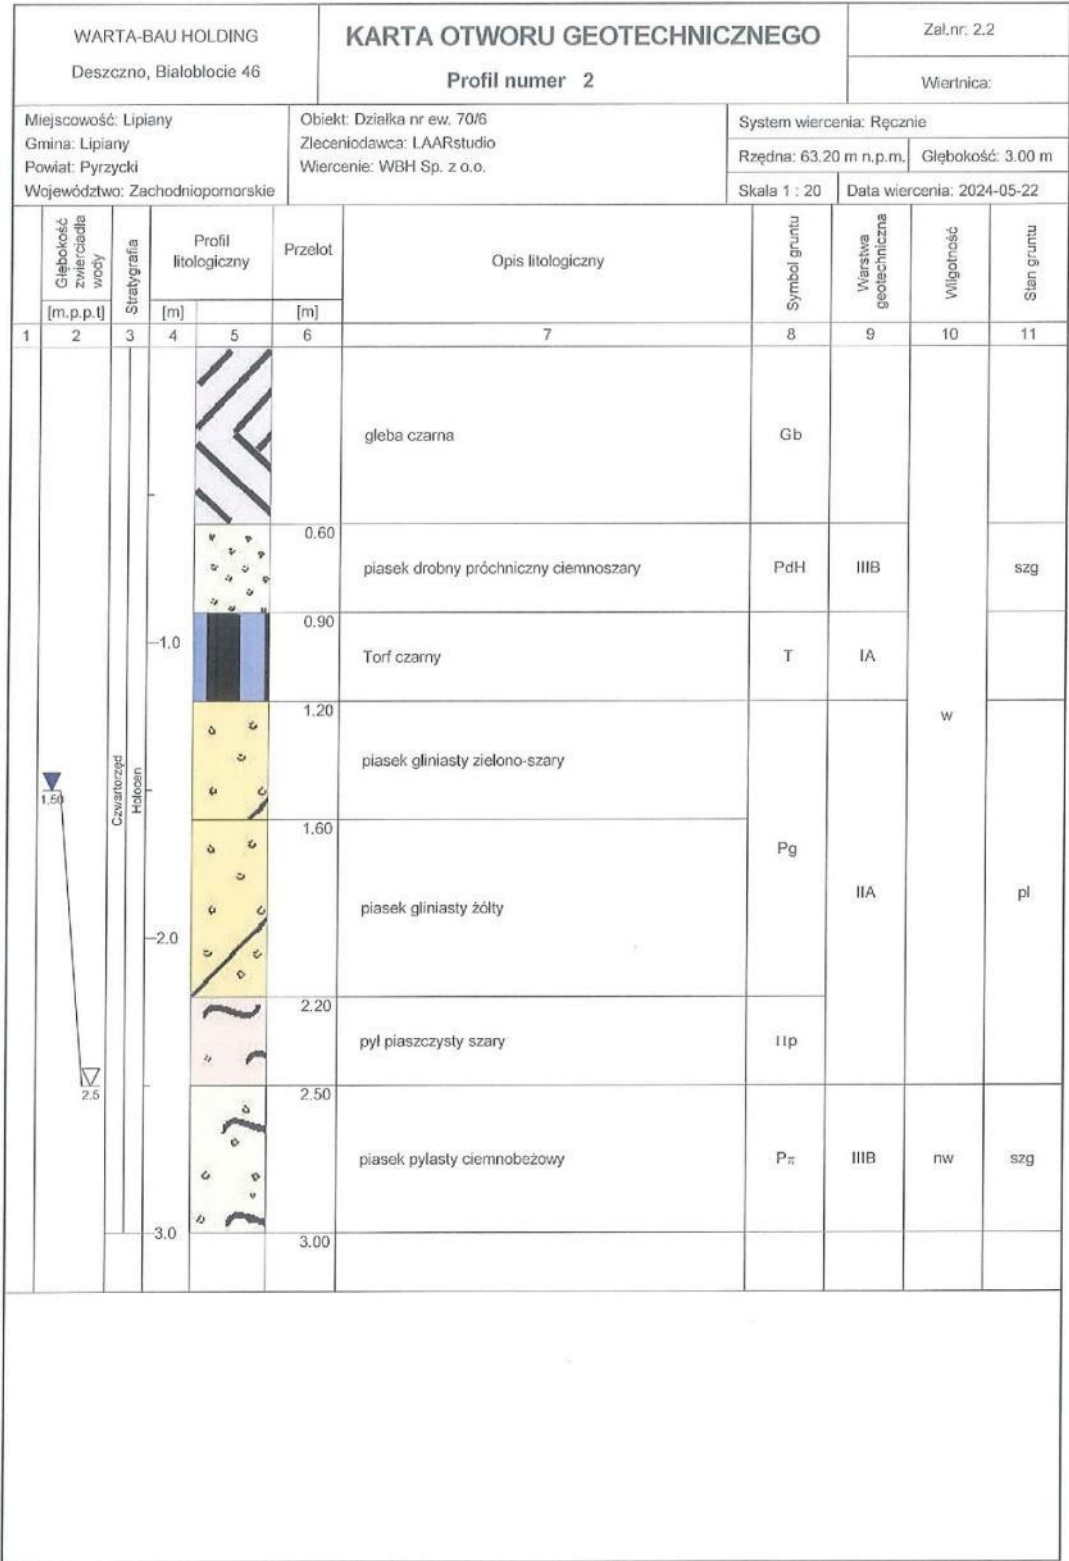 WARTA-BAU HOLDING
Deszczno, Białobłocie 46
KARTA OTWORU GEOTECHNICZNEGO
Profil numer 2
Zał.nr: 2.2
Wiertnica:
Miejscowość: Lipiany
Gmina: Lipiany
Powiat: Pyrzycki
Województwo: Zachodniopomorskie
Obiekt: Działka nr ew. 70/6
Zleceniodawca: LAARstudio
Wiercenie: WBH Sp. z o.o.
System wiercenia: Ręcznie
Rzędna: 63.20 m n.p.m.
Głębokość: 3.00 m
Skala 1 : 20
Data wiercenia: 2024-05-22
Głębokość
zwierciadła
wody
[m.p.p.t]
Stratygrafia
Profil
litologiczny
[m]
Przelot
[m]
Opis litologiczny
Symbol gruntu
Warstwa
geotechniczna
Wilgotność
Stan gruntu
1 2 3 4 5 6 7 8 9 10 11
gleba czarna Gb
0.60
piasek drobny próchniczny ciemnoszary PdH IIIB szg
0.90
1.0
Torf czarny T IA
1.20
w
piasek gliniasty zielono-szary
1.50
Czwartorzęd
Holocen
1.60
Pg
piasek gliniasty żółty IIA pl
2.0
2.20
pył piaszczysty szary Πp
2.5
2.50
piasek pylasty ciemnobeżowy Pπ IIIB nw szg
3.0
3.00